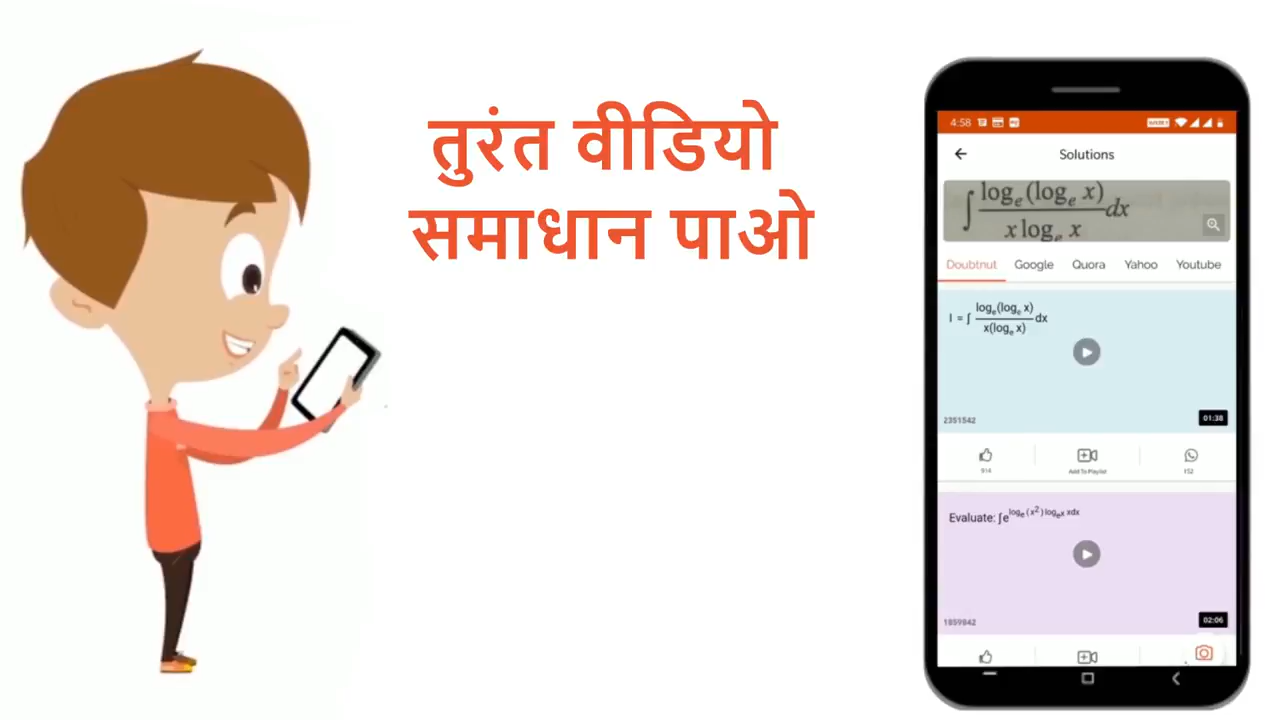 तुरंत वीडियो
समाधान पाओ
4:58
Solutions
∫ logₑ(logₑ x) / x logₑ x dx
Doubtnut Google Quora Yahoo Youtube
I = ∫ logₑ(logₑ x) / x(logₑ x) dx
2351542
01:38
914
Add To Playlist
152
Evaluate: ∫e^logₑ(x²) logₑx xdx
1859842
02:06